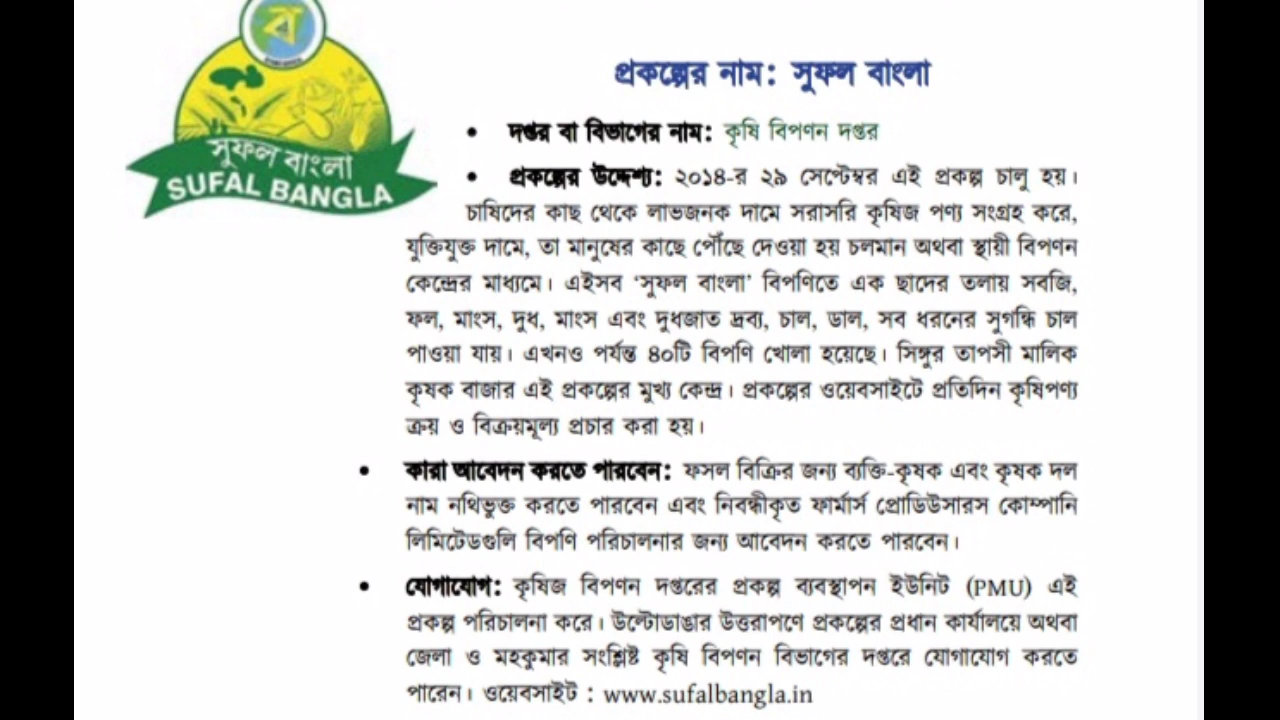 সুফল বাংলা
SUFAL BANGLA
প্রকল্পের নাম: সুফল বাংলা
• দপ্তর বা বিভাগের নাম: কৃষি বিপণন দপ্তর
• প্রকল্পের উদ্দেশ্য: ২০১৪-র ২৯ সেপ্টেম্বর এই প্রকল্প চালু হয়।
চাষিদের কাছ থেকে লাভজনক দামে সরাসরি কৃষিজ পণ্য সংগ্রহ করে,
যুক্তিযুক্ত দামে, তা মানুষের কাছে পৌঁছে দেওয়া হয় চলমান অথবা স্থায়ী বিপণন
কেন্দ্রের মাধ্যমে। এইসব ‘সুফল বাংলা’ বিপণিতে এক ছাদের তলায় সবজি,
ফল, মাংস, দুধ, মাংস এবং দুধজাত দ্রব্য, চাল, ডাল, সব ধরনের সুগন্ধি চাল
পাওয়া যায়। এখনও পর্যন্ত ৪০টি বিপণি খোলা হয়েছে। সিঙ্গুর তাপসী মালিক
কৃষক বাজার এই প্রকল্পের মুখ্য কেন্দ্র। প্রকল্পের ওয়েবসাইটে প্রতিদিন কৃষিপণ্য
ক্রয় ও বিক্রয়মূল্য প্রচার করা হয়।
• কারা আবেদন করতে পারবেন: ফসল বিক্রির জন্য ব্যক্তি-কৃষক এবং কৃষক দল
নাম নথিভুক্ত করতে পারবেন এবং নিবন্ধীকৃত ফার্মার্স প্রোডিউসারস কোম্পানি
লিমিটেডগুলি বিপণি পরিচালনার জন্য আবেদন করতে পারবেন।
• যোগাযোগ: কৃষিজ বিপণন দপ্তরের প্রকল্প ব্যবস্থাপন ইউনিট (PMU) এই
প্রকল্প পরিচালনা করে। উল্টোডাঙার উত্তরাপণে প্রকল্পের প্রধান কার্যালয়ে অথবা
জেলা ও মহকুমার সংশ্লিষ্ট কৃষি বিপণন বিভাগের দপ্তরে যোগাযোগ করতে
পারেন। ওয়েবসাইট : www.sufalbangla.in